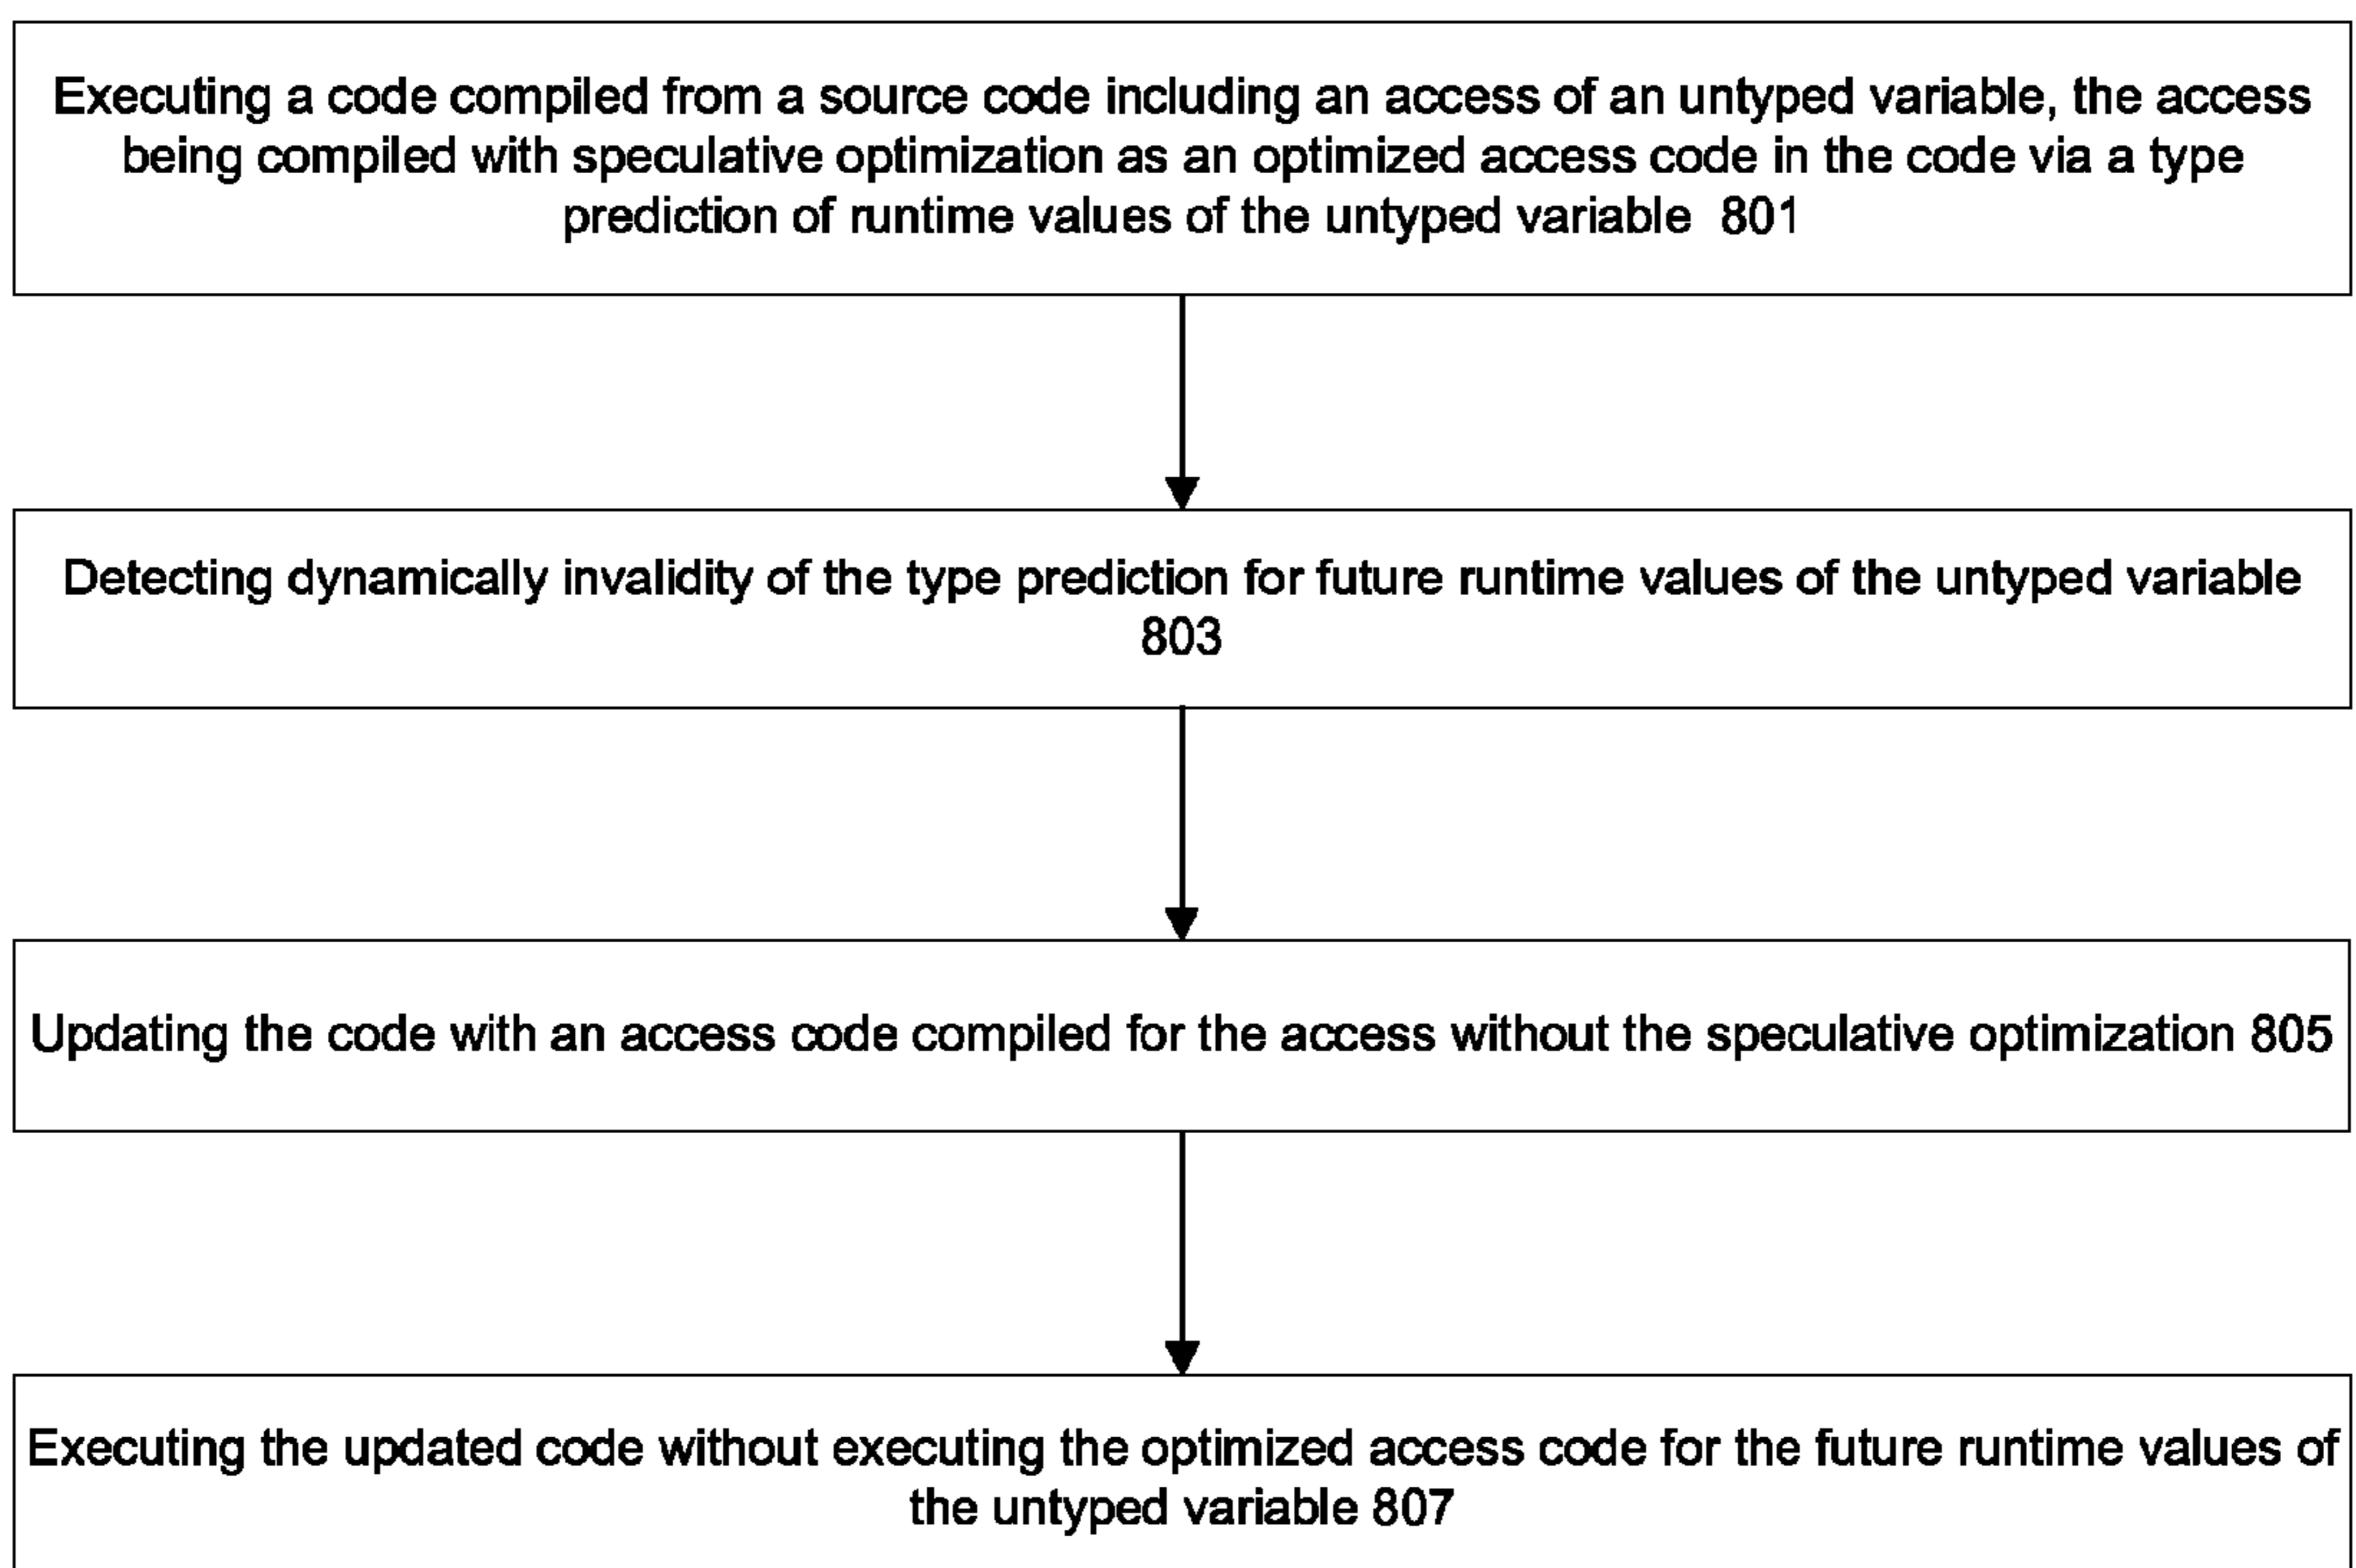 Executing a code compiled from a source code including an access of an untyped variable, the access
being compiled with speculative optimization as an optimized access code in the code via a type
prediction of runtime values of the untyped variable 801
Detecting dynamically invalidity of the type prediction for future runtime values of the untyped variable
803
Updating the code with an access code compiled for the access without the speculative optimization 805
Executing the updated code without executing the optimized access code for the future runtime values of
the untyped variable 807